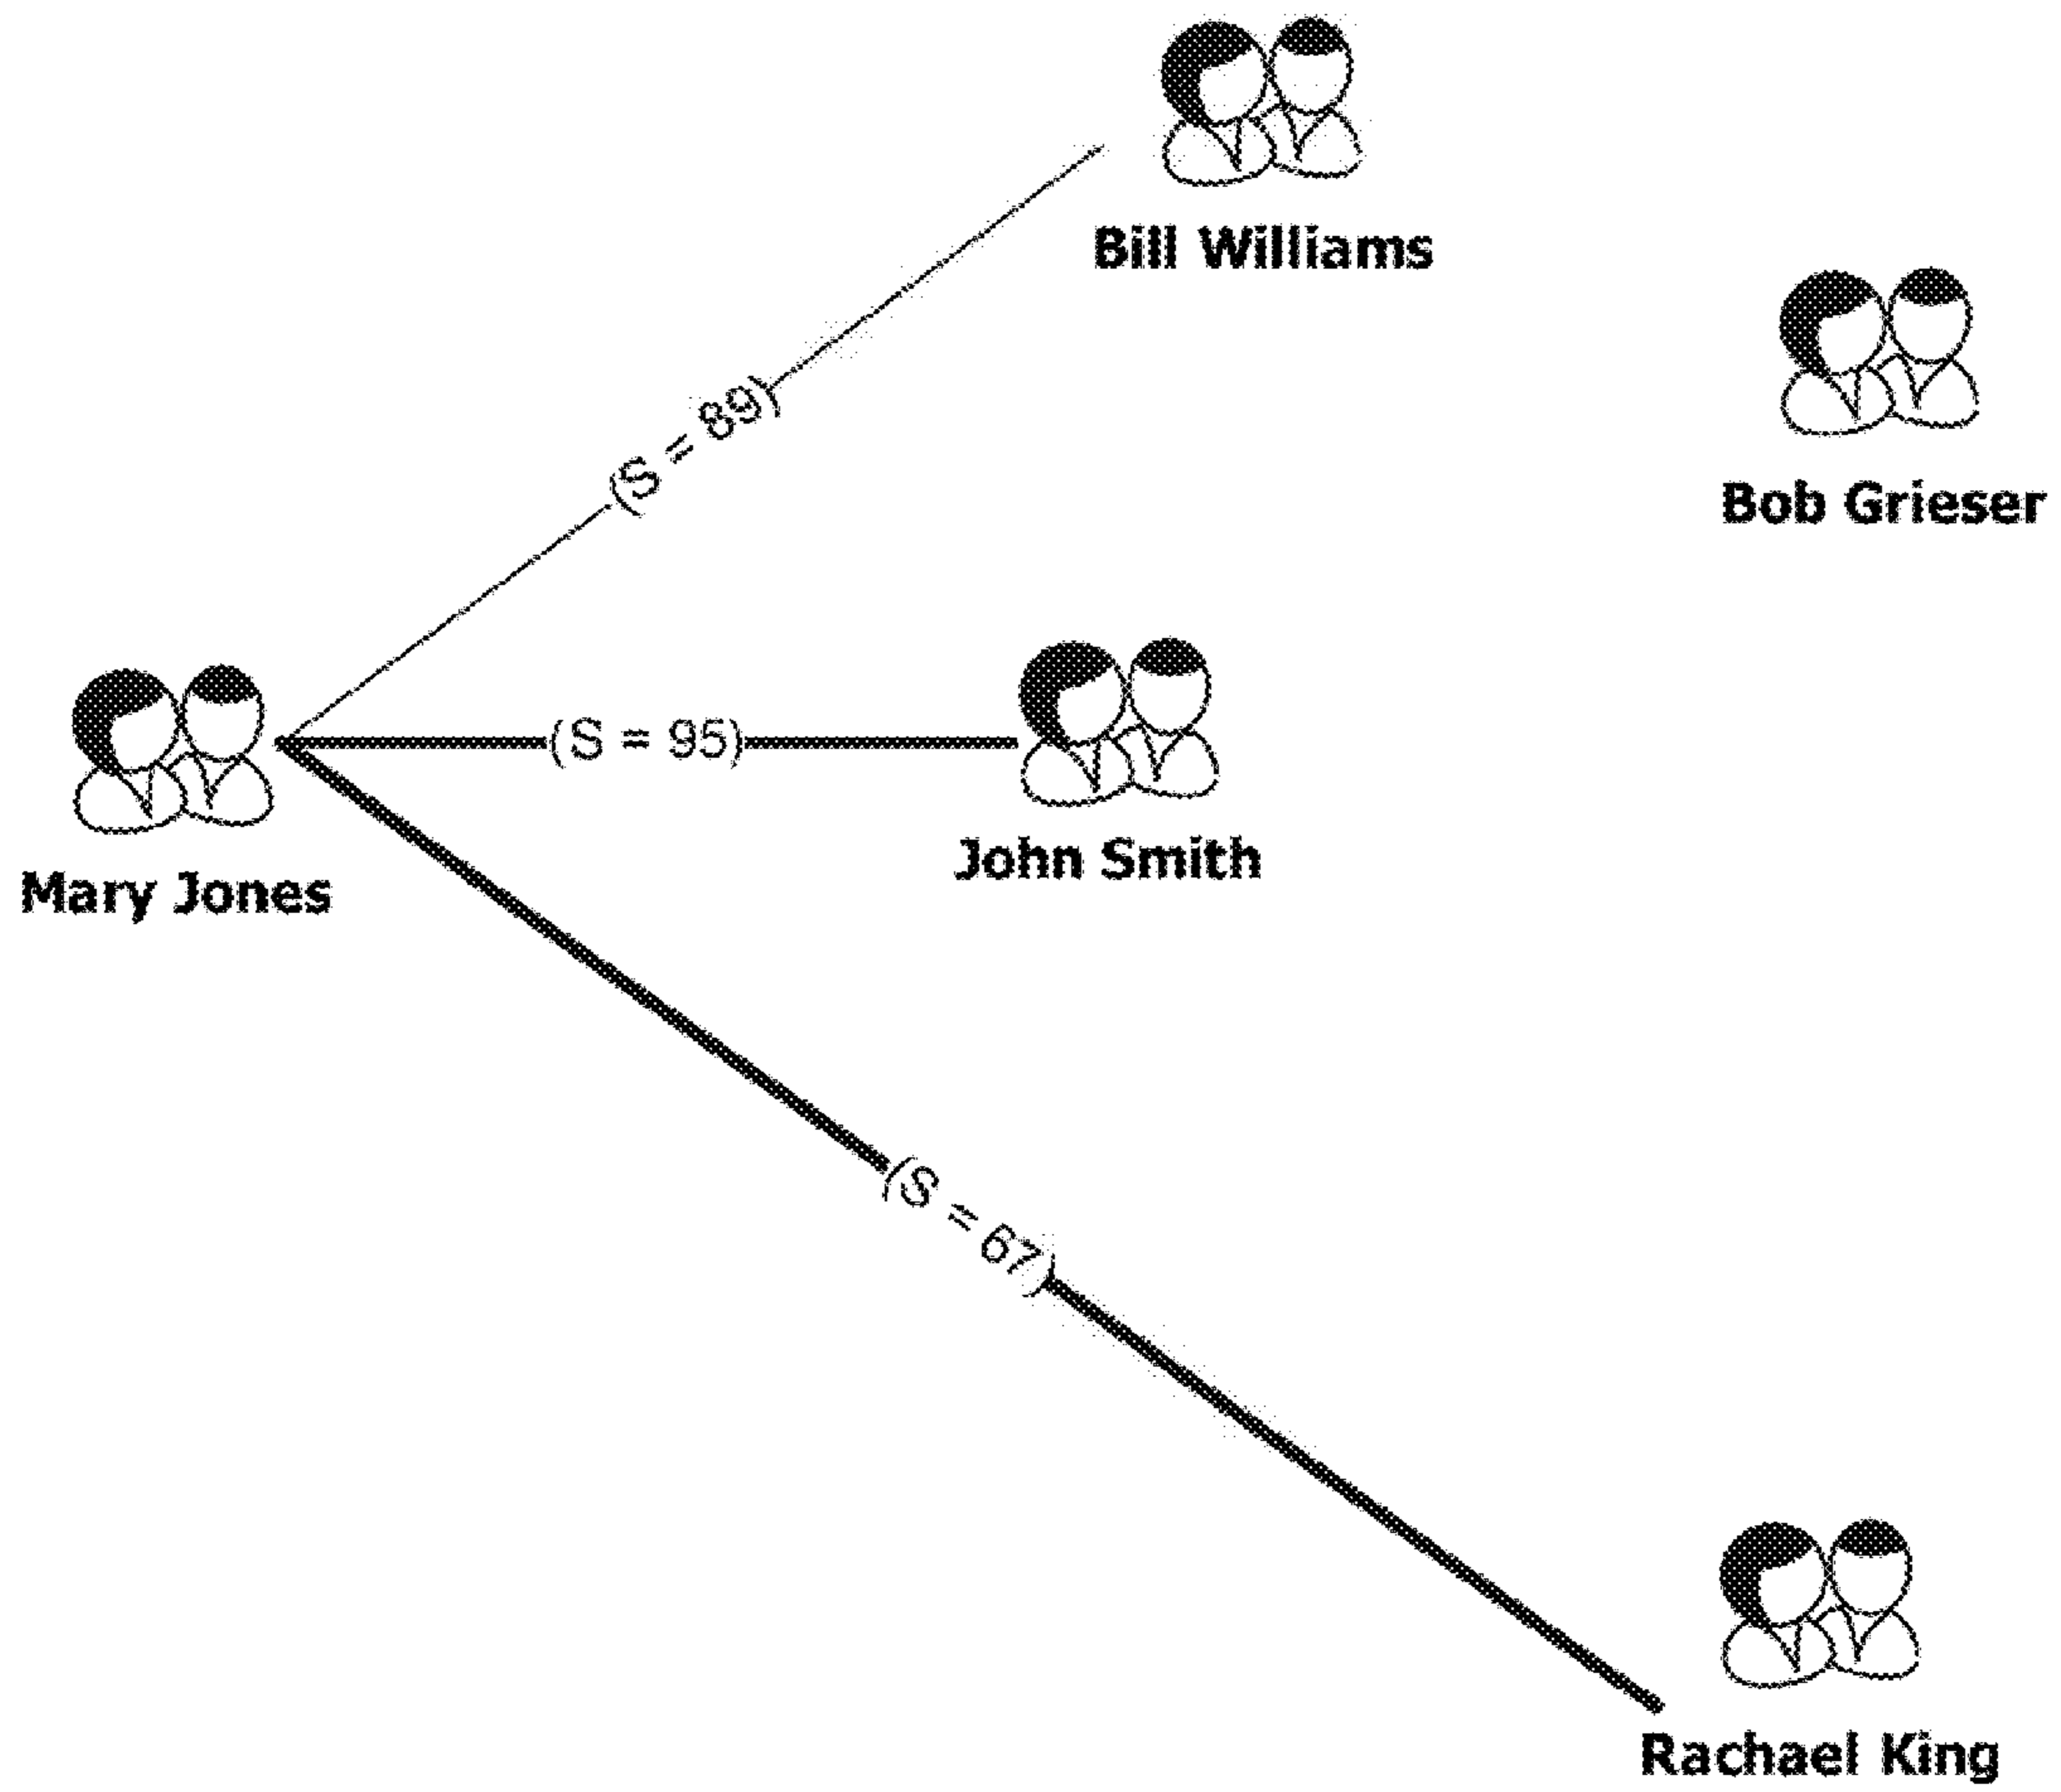 Bill Williams
Bob Grieser
(S = 89)
(S = 95)
John Smith
Mary Jones
(S = 67)
Rachael King